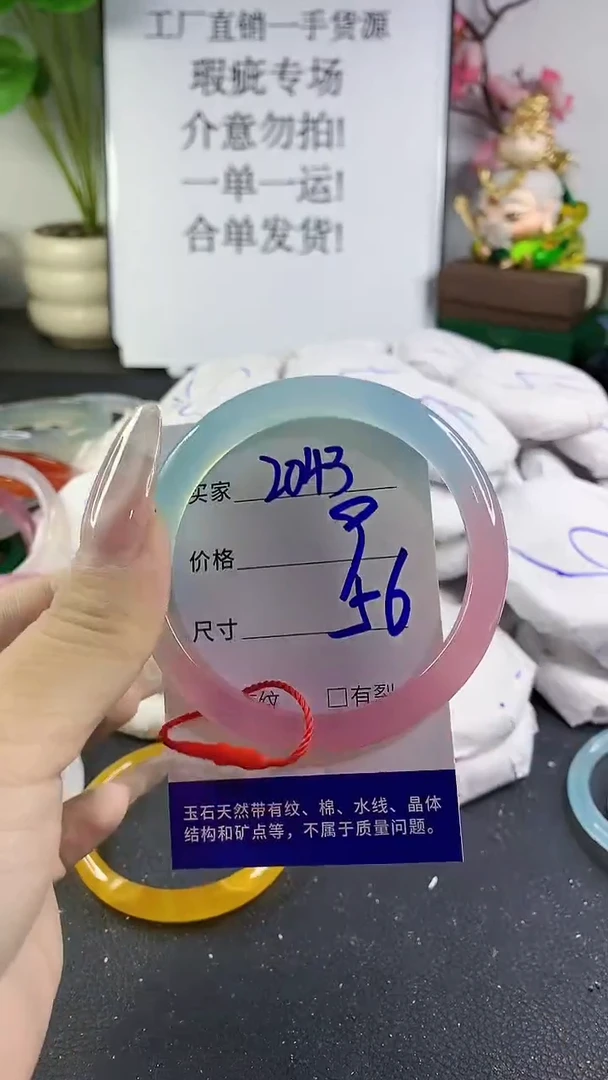 工厂直销一手货源
瑕疵专场
介意勿拍!
一单一运!
合单发货!
买家 2043
价格
尺寸 56
纹 □有裂
玉石天然带有纹、棉、水线、晶体
结构和矿点等，不属于质量问题。